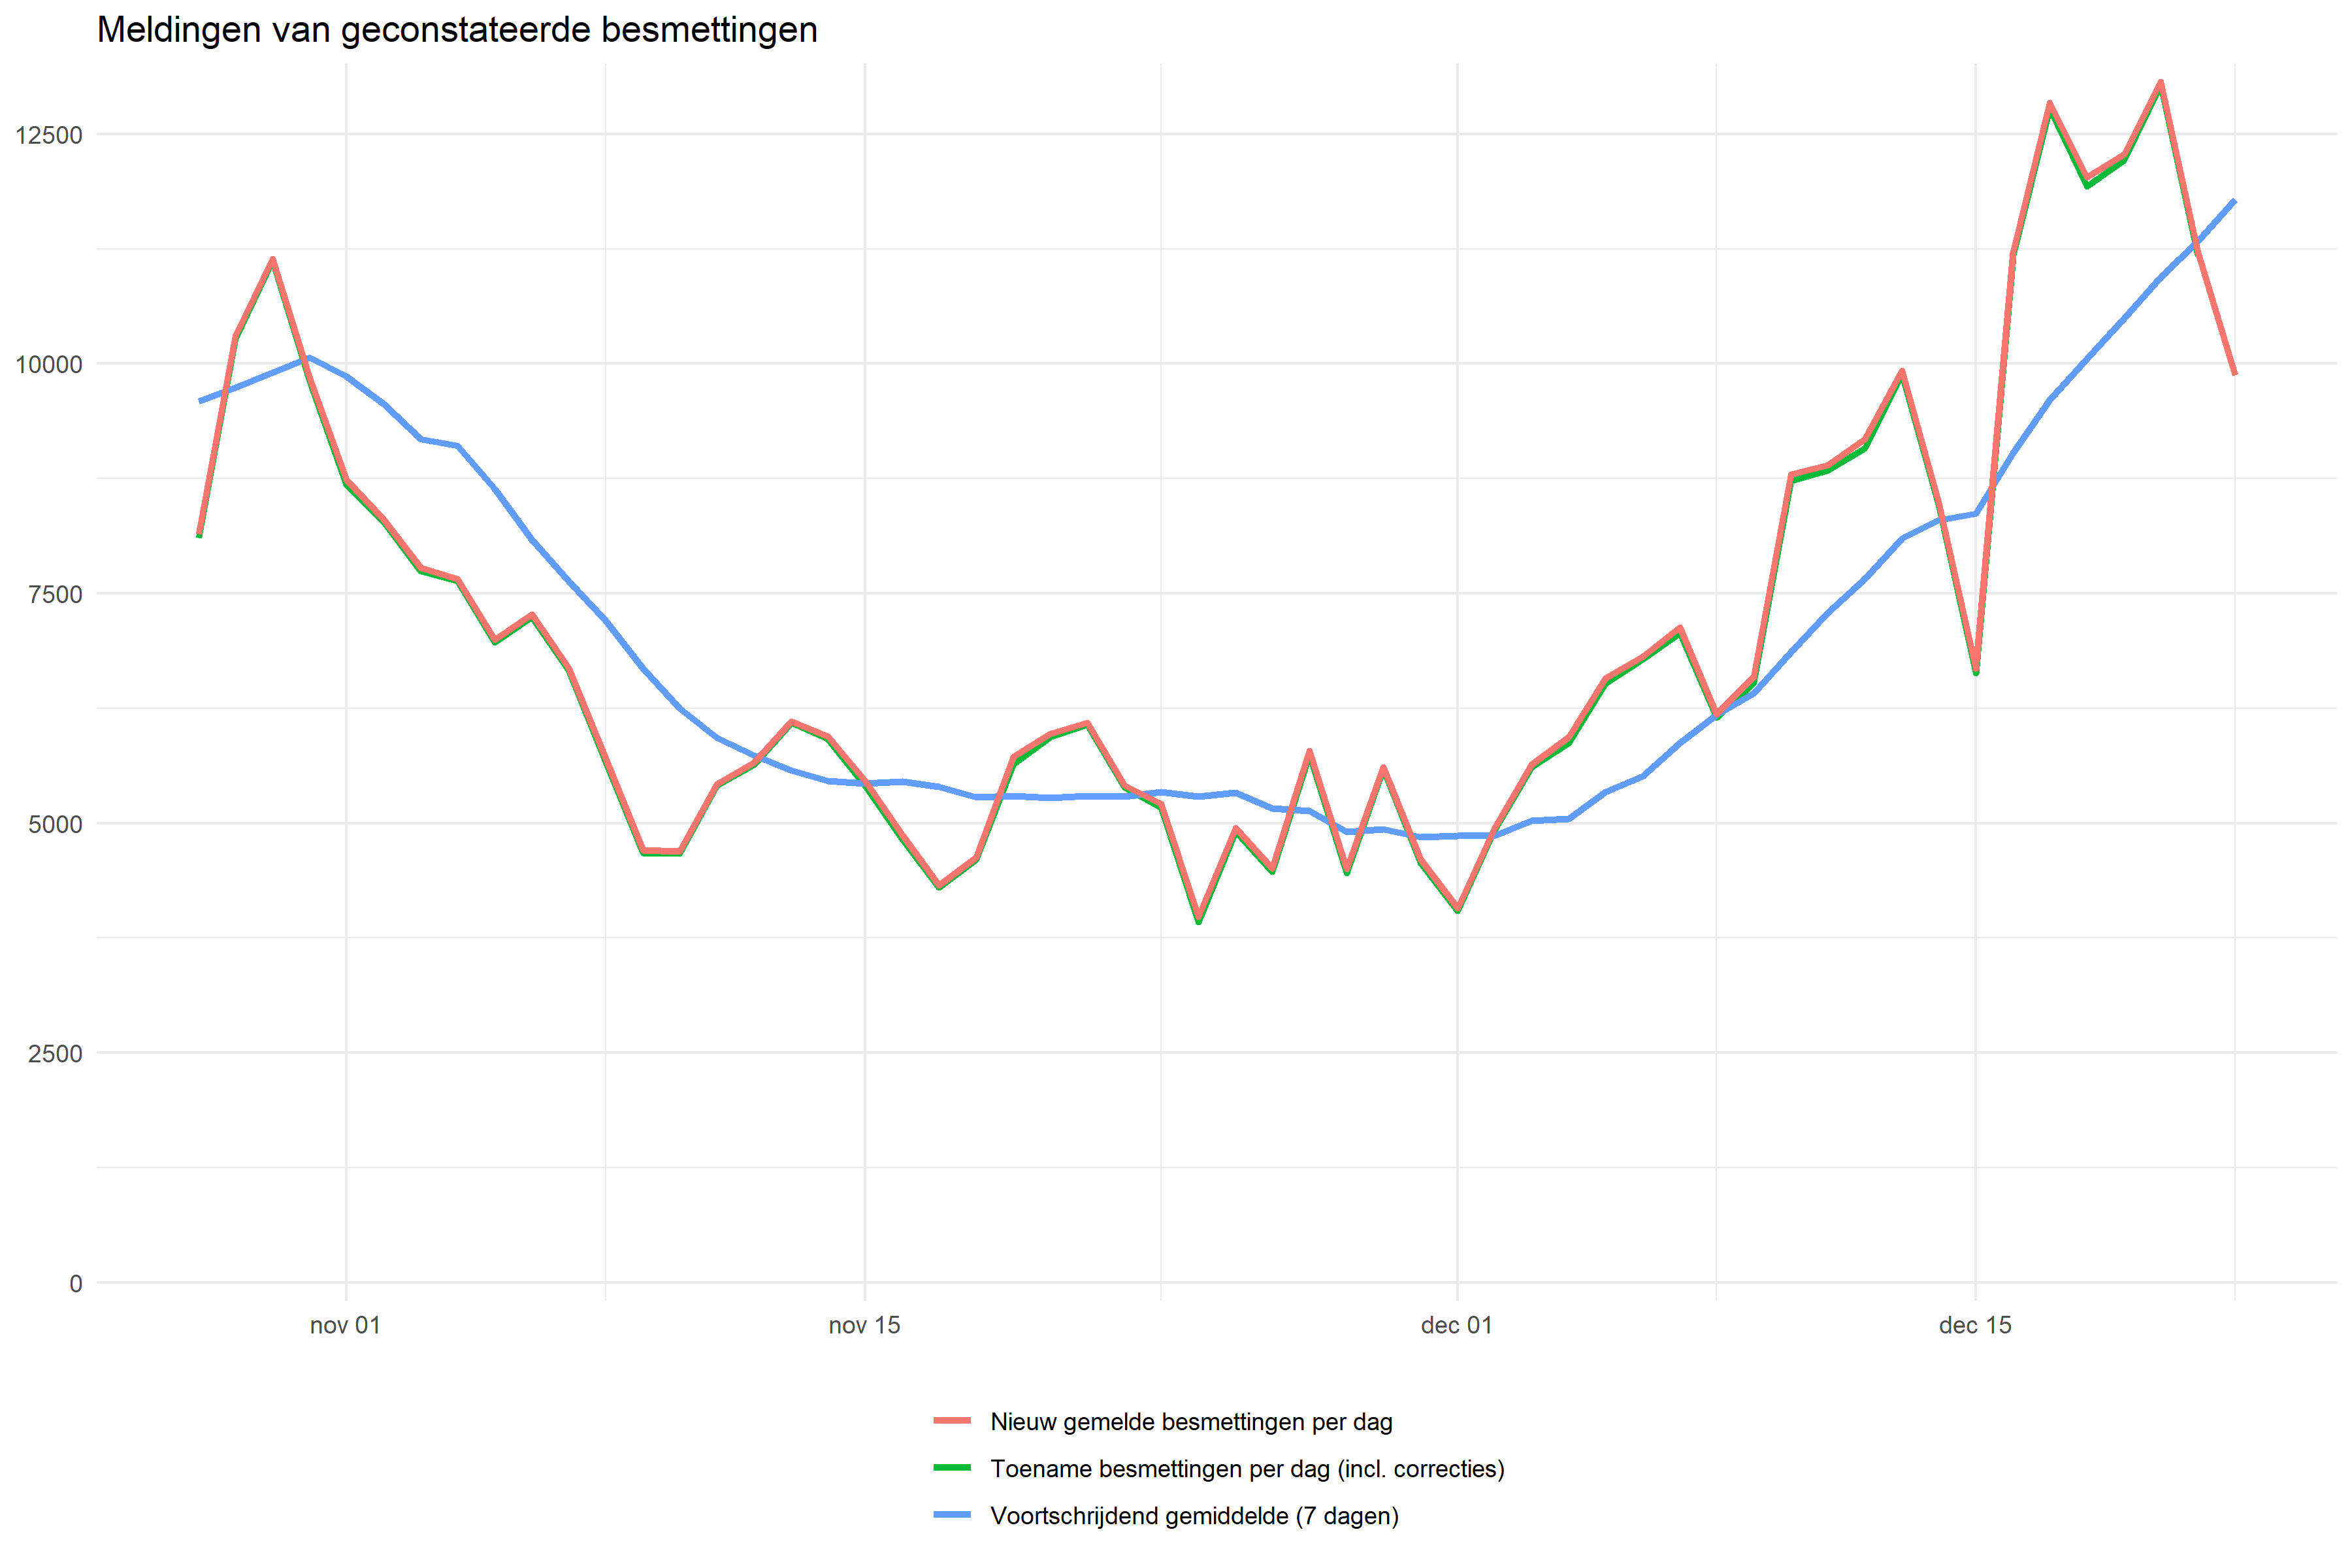 Meldingen van geconstateerde besmettingen
12500
10000
7500
5000
2500
0
nov 01
nov 15
dec 01
dec 15
Nieuw gemelde besmettingen per dag
Toename besmettingen per dag (incl. correcties)
Voortschrijdend gemiddelde (7 dagen)